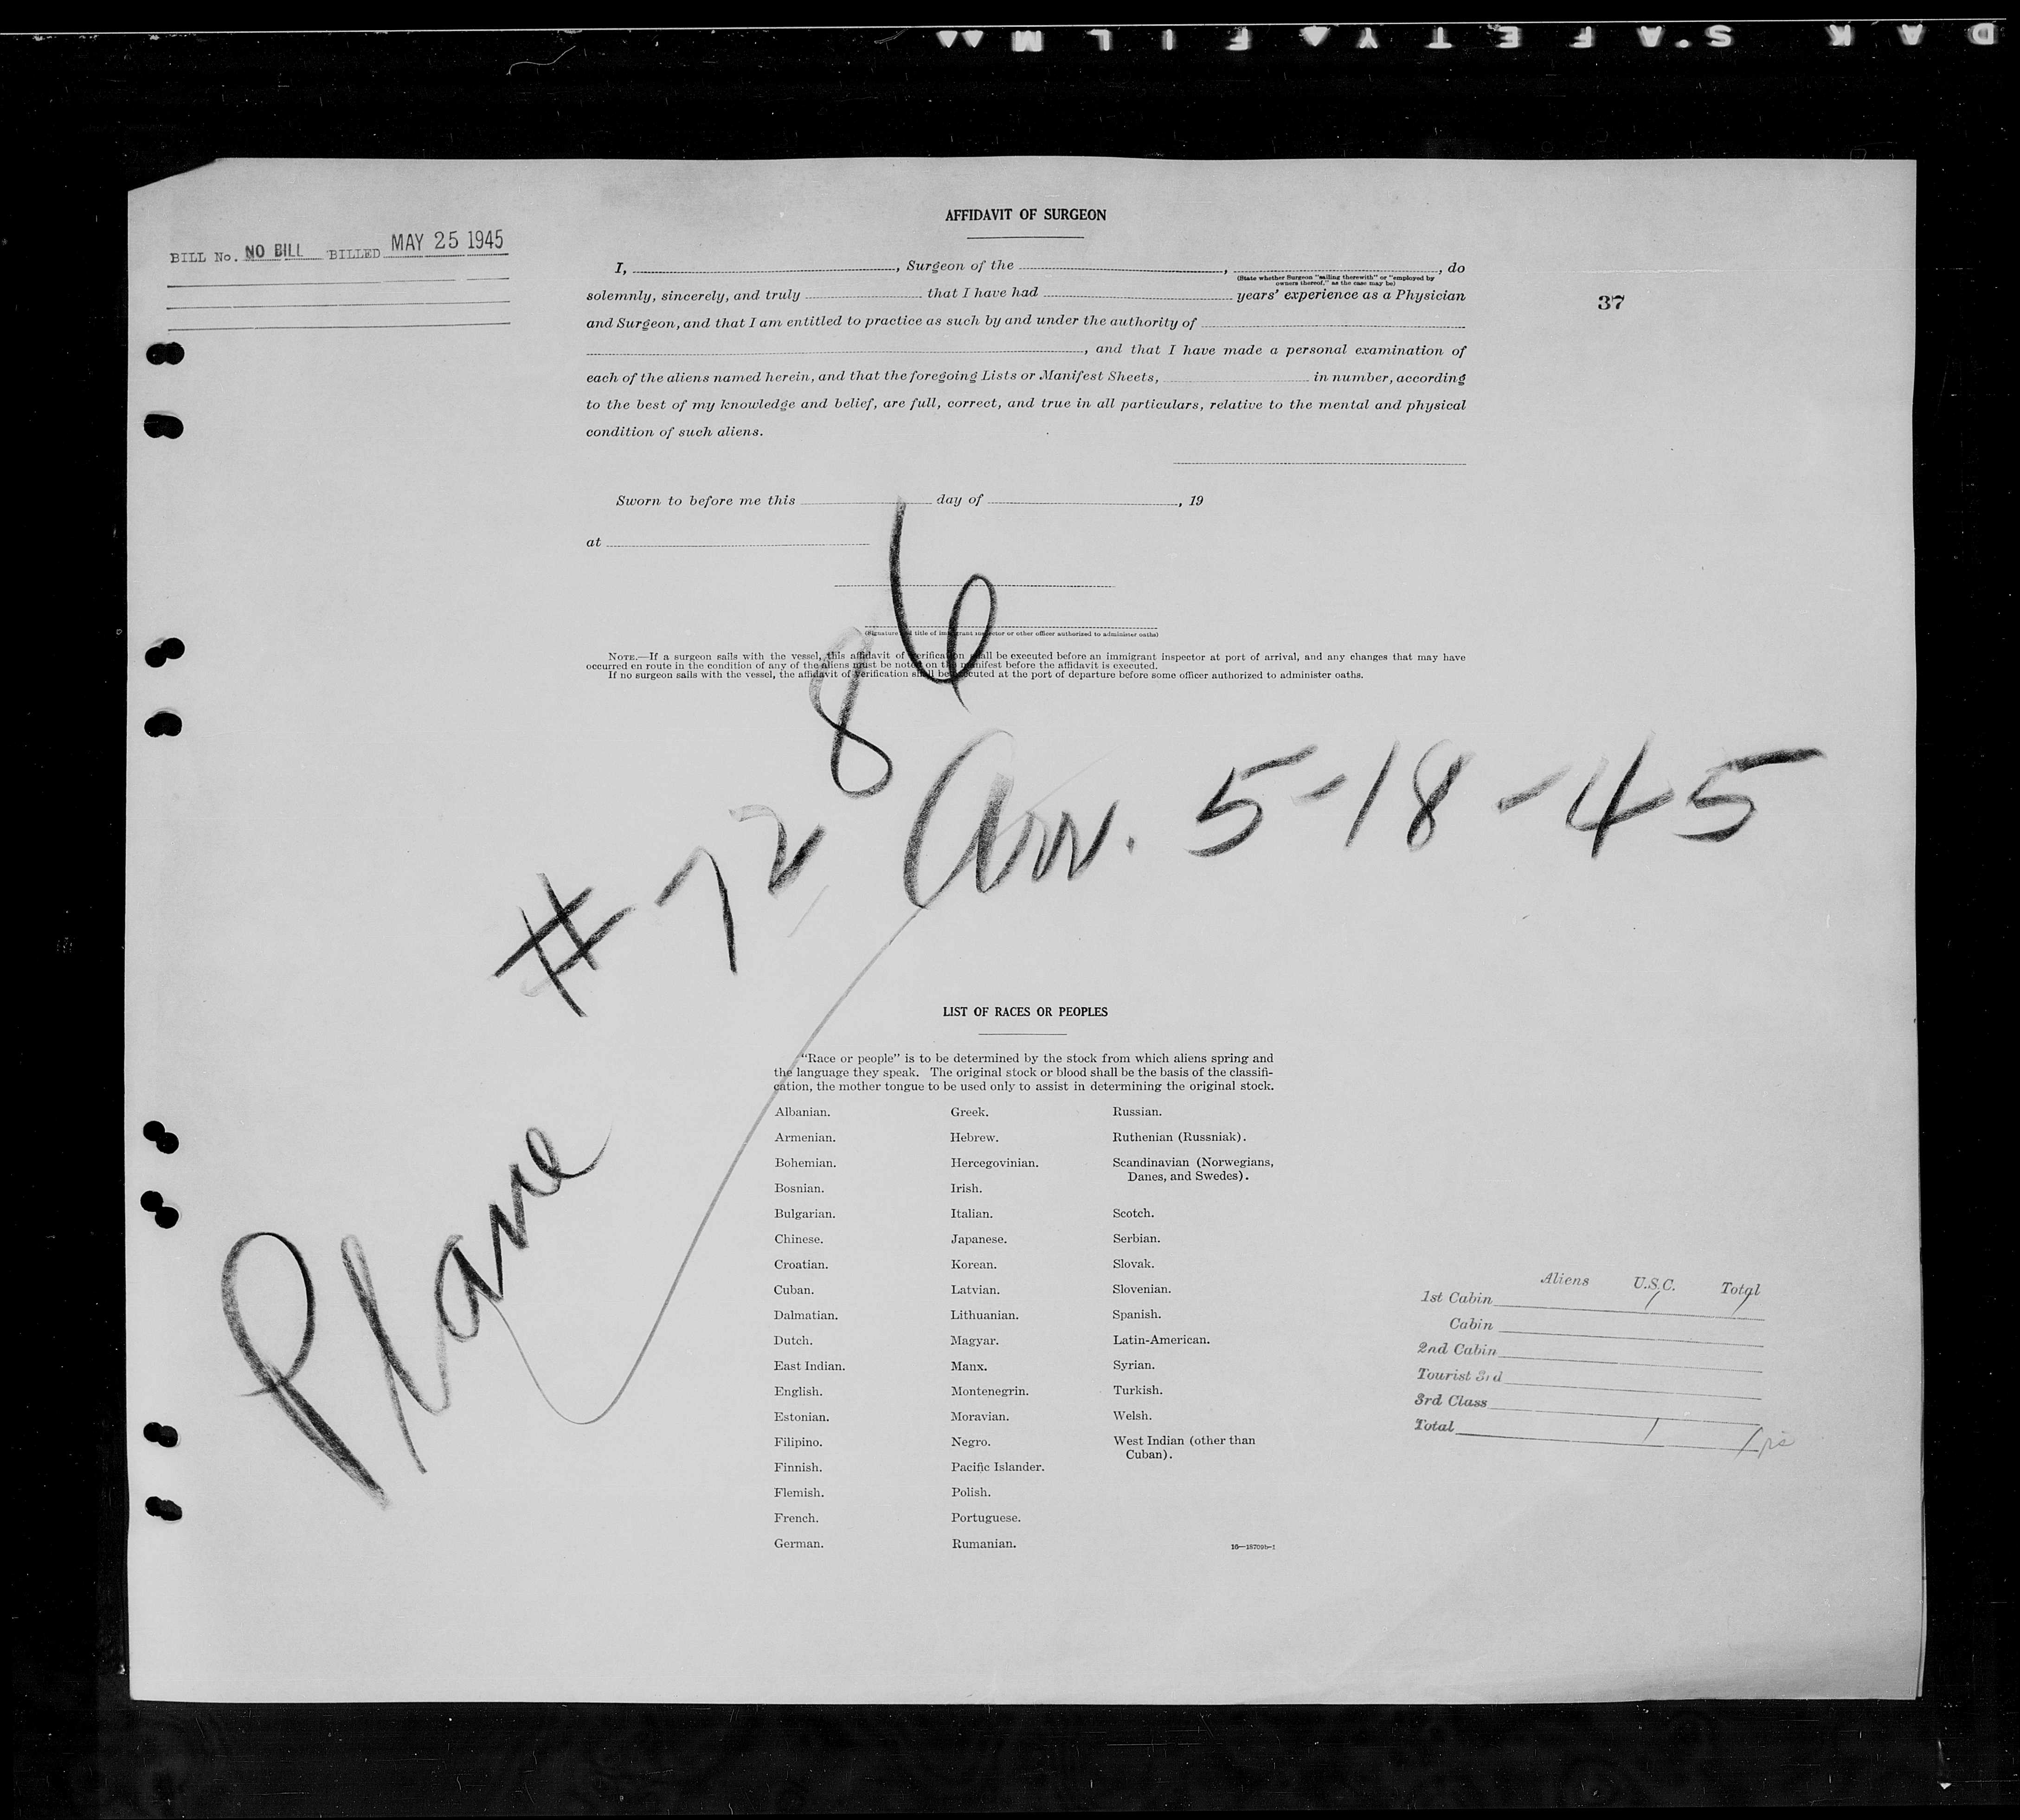 KODAK S.AFETY FILM
AFFIDAVIT OF SURGEON
BILL No. NO BILL BILLED MAY 25 1945
I, , Surgeon of the , , do
(State whether Surgeon "sailing therewith" or "employed by
owners thereof," as the case may be)
solemnly, sincerely, and truly that I have had years' experience as a Physician
37
and Surgeon, and that I am entitled to practice as such by and under the authority of
, and that I have made a personal examination of
each of the aliens named herein, and that the foregoing Lists or Manifest Sheets, in number, according
to the best of my knowledge and belief, are full, correct, and true in all particulars, relative to the mental and physical
condition of such aliens.
Sworn to before me this day of , 19
at
(Signature and title of immigrant inspector or other officer authorized to administer oaths)
NOTE.—If a surgeon sails with the vessel, this affidavit of verification shall be executed before an immigrant inspector at port of arrival, and any changes that may have
occurred en route in the condition of any of the aliens must be noted on the manifest before the affidavit is executed.
If no surgeon sails with the vessel, the affidavit of verification shall be executed at the port of departure before some officer authorized to administer oaths.
Plane #7286
Arr. 5-18-45
LIST OF RACES OR PEOPLES
"Race or people" is to be determined by the stock from which aliens spring and
the language they speak. The original stock or blood shall be the basis of the classifi-
cation, the mother tongue to be used only to assist in determining the original stock.
Albanian.
Armenian.
Bohemian.
Bosnian.
Bulgarian.
Chinese.
Croatian.
Cuban.
Dalmatian.
Dutch.
East Indian.
English.
Estonian.
Filipino.
Finnish.
Flemish.
French.
German.
Greek.
Hebrew.
Hercegovinian.
Irish.
Italian.
Japanese.
Korean.
Latvian.
Lithuanian.
Magyar.
Manx.
Montenegrin.
Moravian.
Negro.
Pacific Islander.
Polish.
Portuguese.
Rumanian.
Russian.
Ruthenian (Russniak).
Scandinavian (Norwegians,
Danes, and Swedes).
Scotch.
Serbian.
Slovak.
Slovenian.
Spanish.
Latin-American.
Syrian.
Turkish.
Welsh.
West Indian (other than
Cuban).
16—18709b-1
Aliens U.S.C. Total
1st Cabin 1 1
Cabin
2nd Cabin
Tourist 3rd
3rd Class
Total 1 1